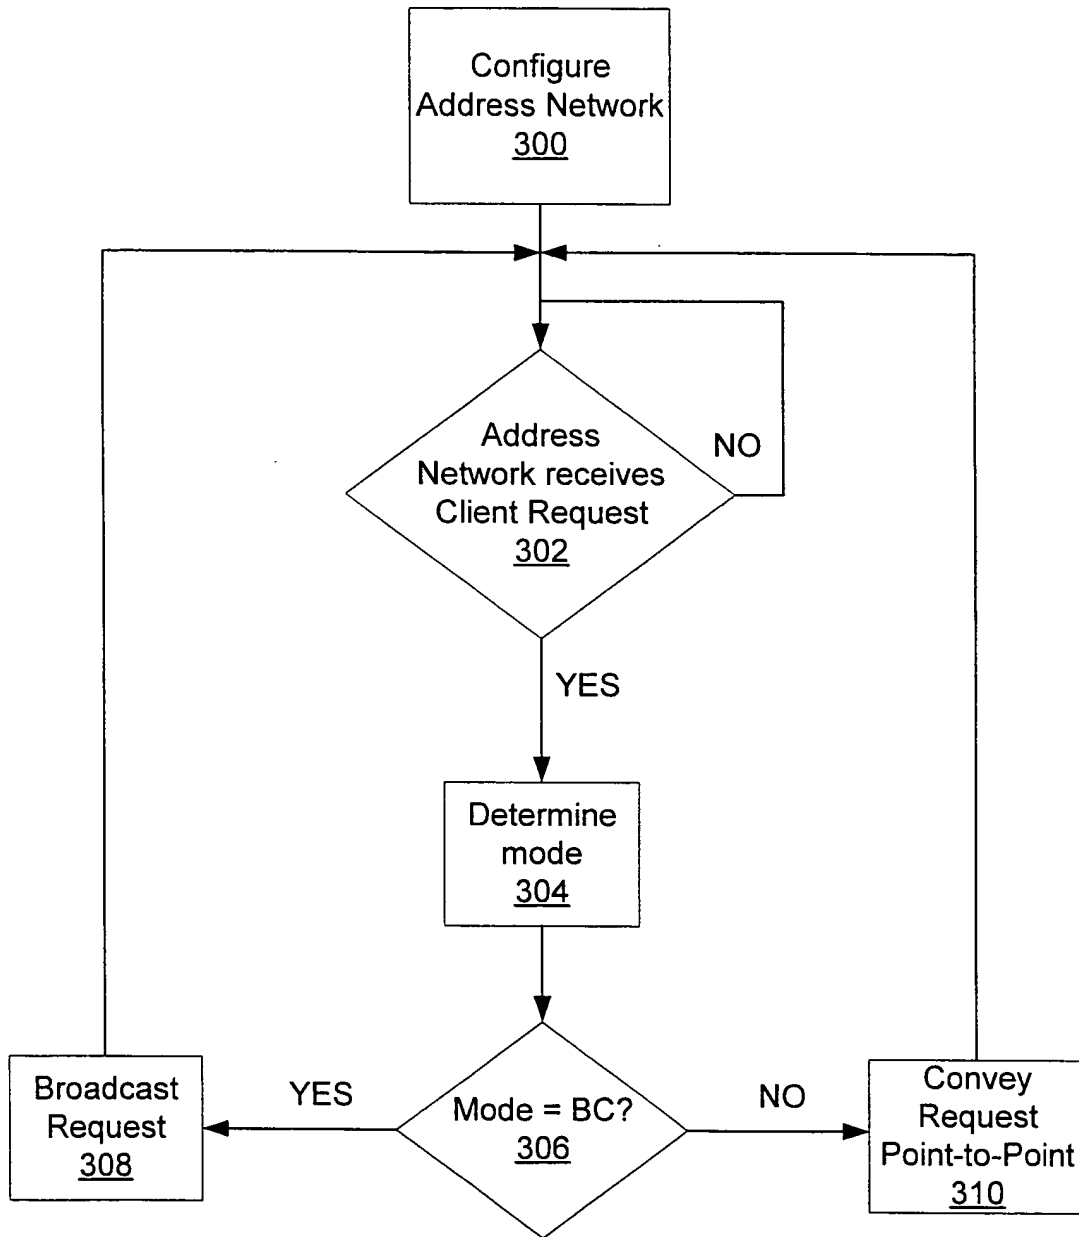 Configure
Address Network
300
Address
Network receives
Client Request
302
NO
YES
Determine
mode
304
Mode = BC?
306
YES
NO
Broadcast
Request
308
Convey
Request
Point-to-Point
310